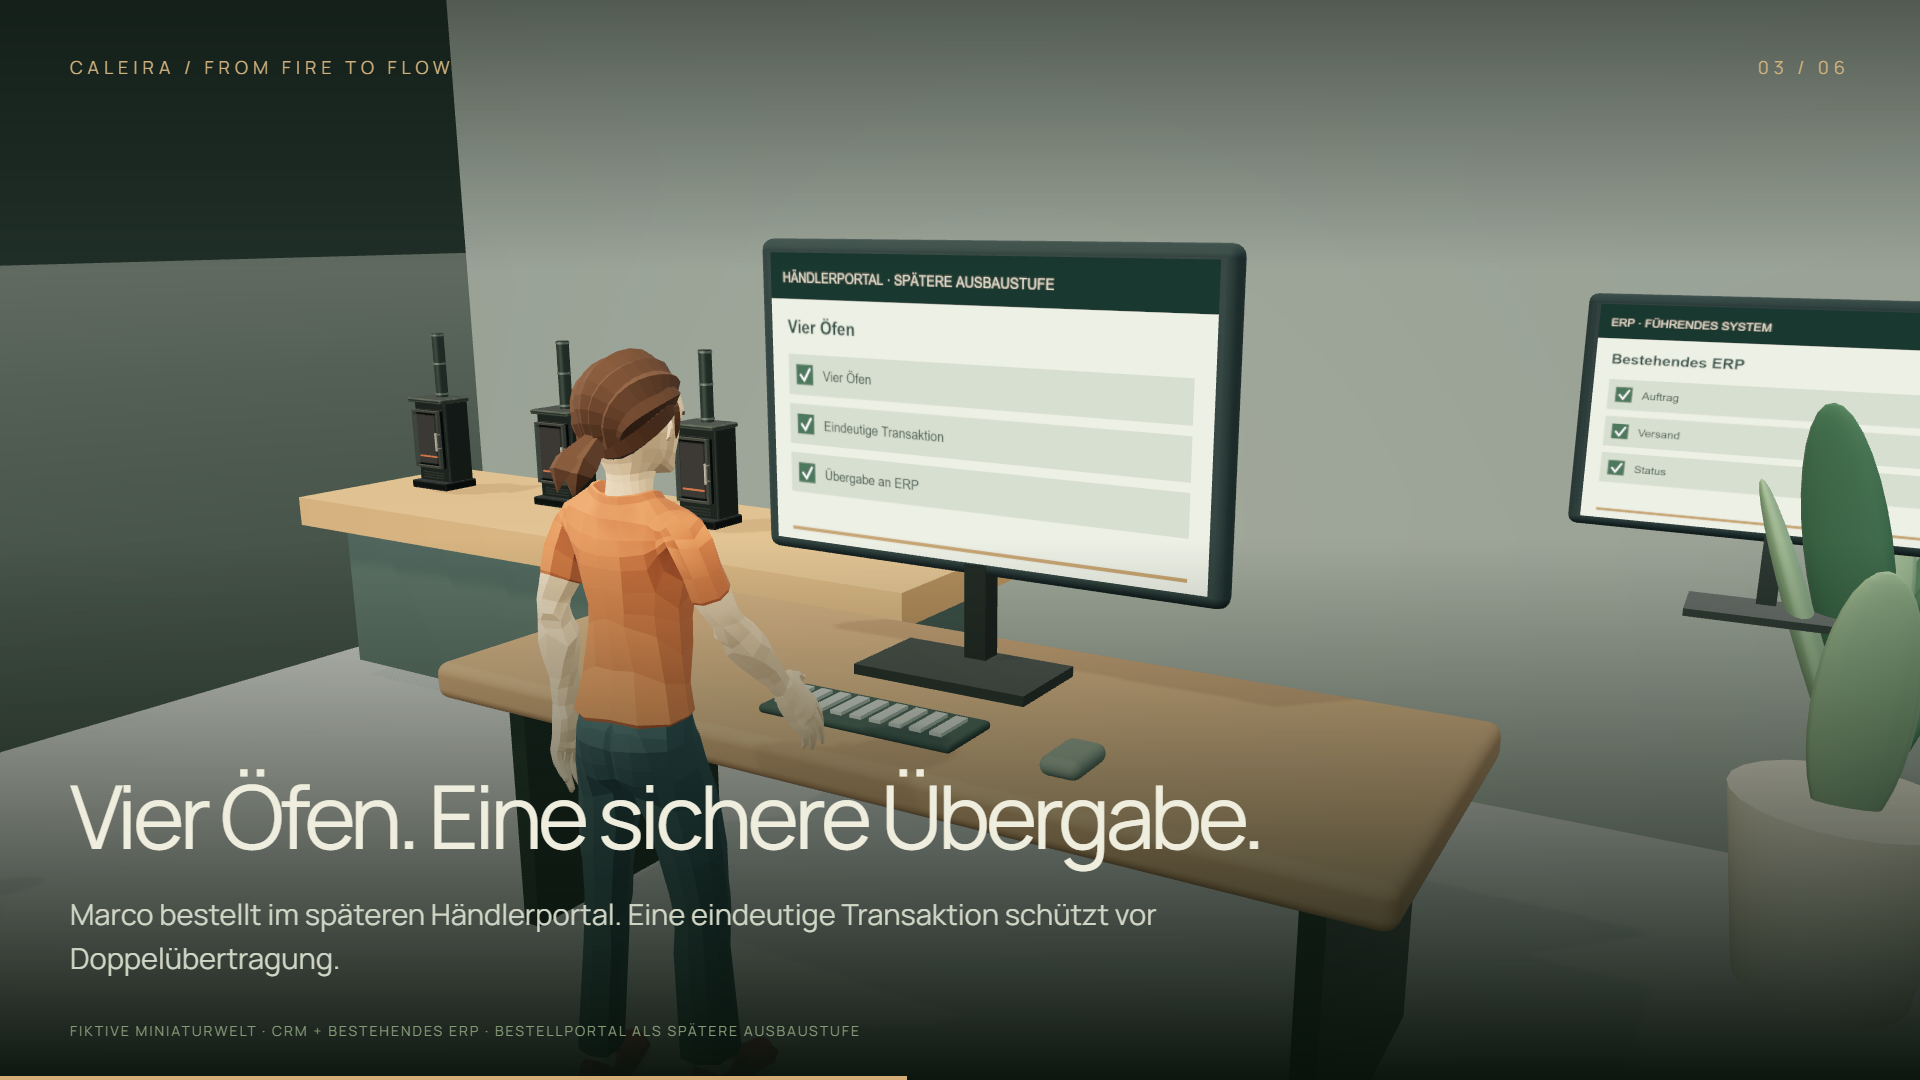 CALEIRA / FROM FIRE TO FLOW
03 / 06
HÄNDLERPORTAL · SPÄTERE AUSBAUSTUFE
Vier Öfen
Vier Öfen
Eindeutige Transaktion
Übergabe an ERP
ERP · FÜHRENDES SYSTEM
Bestehendes ERP
Auftrag
Versand
Status
Vier Öfen. Eine sichere Übergabe.
Marco bestellt im späteren Händlerportal. Eine eindeutige Transaktion schützt vor
Doppelübertragung.
FIKTIVE MINIATURWELT · CRM + BESTEHENDES ERP · BESTELLPORTAL ALS SPÄTERE AUSBAUSTUFE